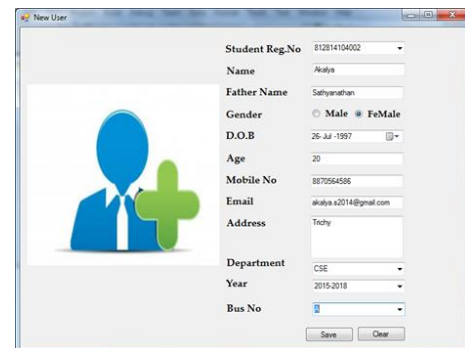 New User
Student Reg.No 812814104002
Name Akalya
Father Name Sathyanathan
Gender Male FeMale
D.O.B 26- Jul -1997
Age 20
Mobile No 8870564586
Email akalya.s2014@gmail.com
Address Trichy
Department CSE
Year 2015-2018
Bus No A
Save Clear